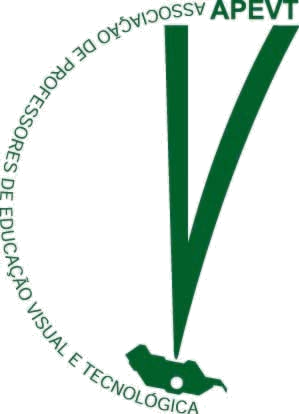 APEVT
ASSOCIAÇÃO DE PROFESSORES DE EDUCAÇÃO VISUAL E TECNOLÓGICA